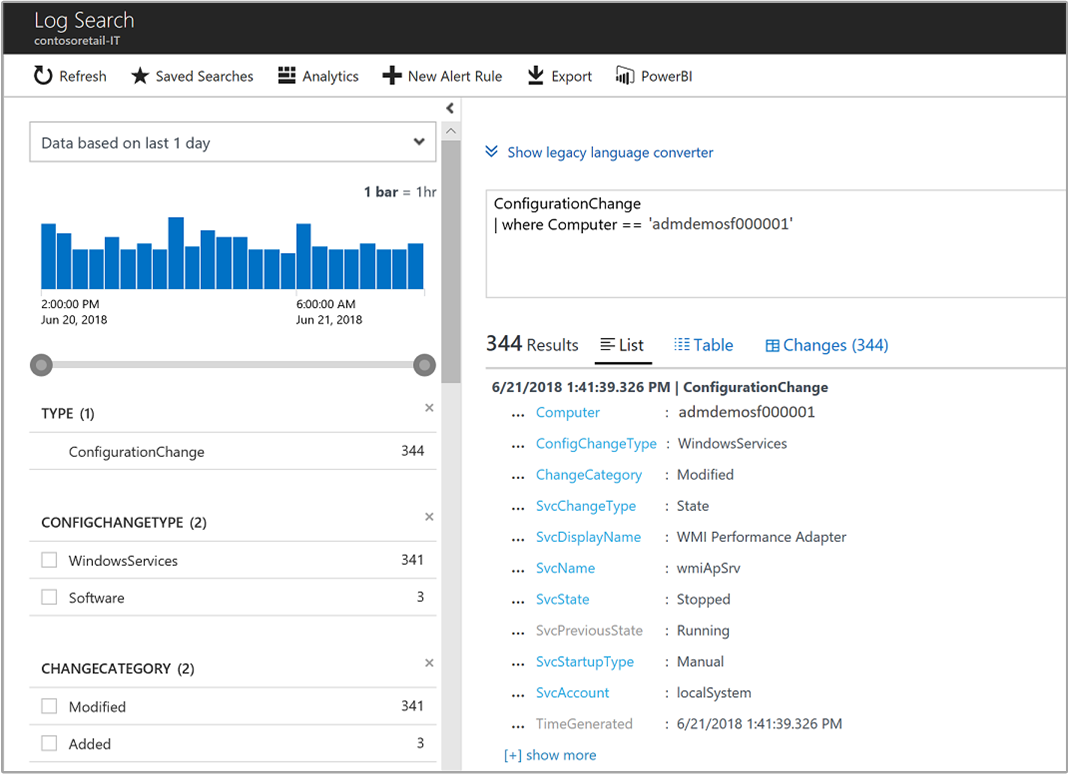 Log Search
contosoretail-IT
Refresh Saved Searches Analytics New Alert Rule Export PowerBI
Data based on last 1 day
1 bar = 1hr
2:00:00 PM 6:00:00 AM
Jun 20, 2018 Jun 21, 2018
TYPE (1)
ConfigurationChange 344
CONFIGCHANGETYPE (2)
WindowsServices 341
Software 3
CHANGECATEGORY (2)
Modified 341
Added 3
Show legacy language converter
ConfigurationChange
| where Computer == 'admdemosf000001'
344 Results List Table Changes (344)
6/21/2018 1:41:39.326 PM | ConfigurationChange
... Computer : admdemosf000001
... ConfigChangeType : WindowsServices
... ChangeCategory : Modified
... SvcChangeType : State
... SvcDisplayName : WMI Performance Adapter
... SvcName : wmiApSrv
... SvcState : Stopped
... SvcPreviousState : Running
... SvcStartupType : Manual
... SvcAccount : localSystem
... TimeGenerated : 6/21/2018 1:41:39.326 PM
[+] show more